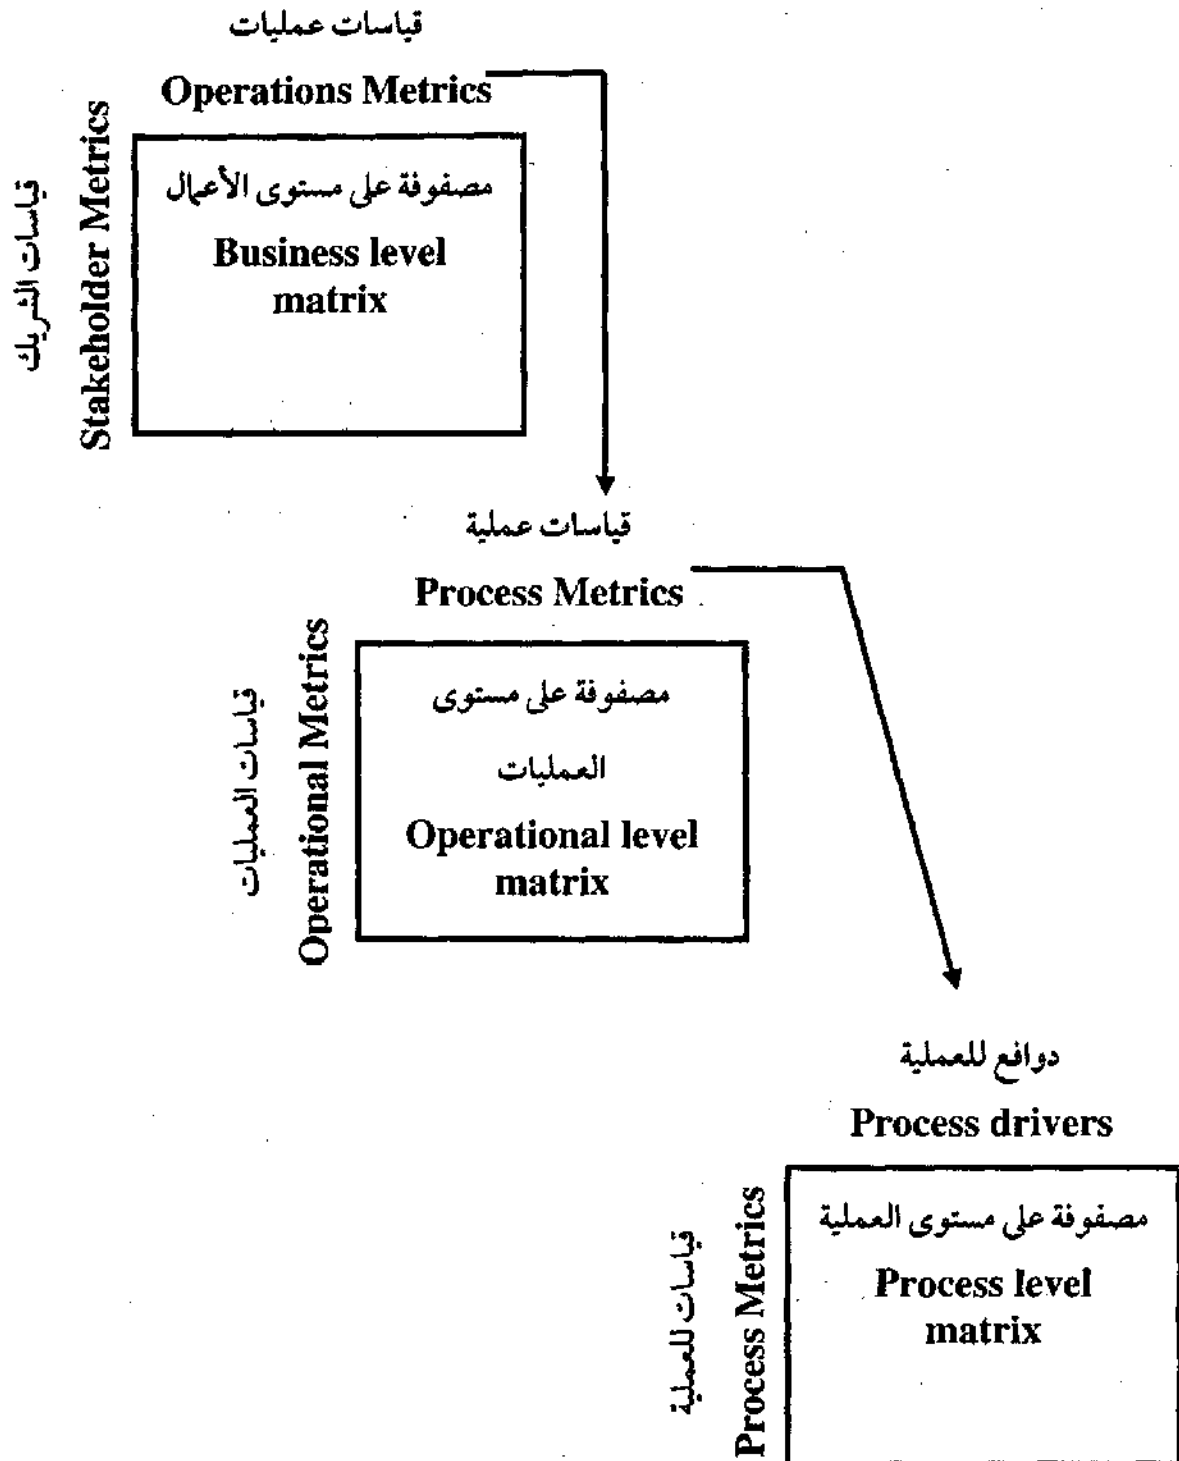 قياسات عمليات
Operations Metrics
قياسات الشريك
Stakeholder Metrics
مصفوفة على مستوى الأعمال
Business level
matrix
قياسات عملية
Process Metrics
قياسات العمليات
Operational Metrics
مصفوفة على مستوى
العمليات
Operational level
matrix
دوافع للعملية
Process drivers
قياسات للعملية
Process Metrics
مصفوفة على مستوى العملية
Process level
matrix